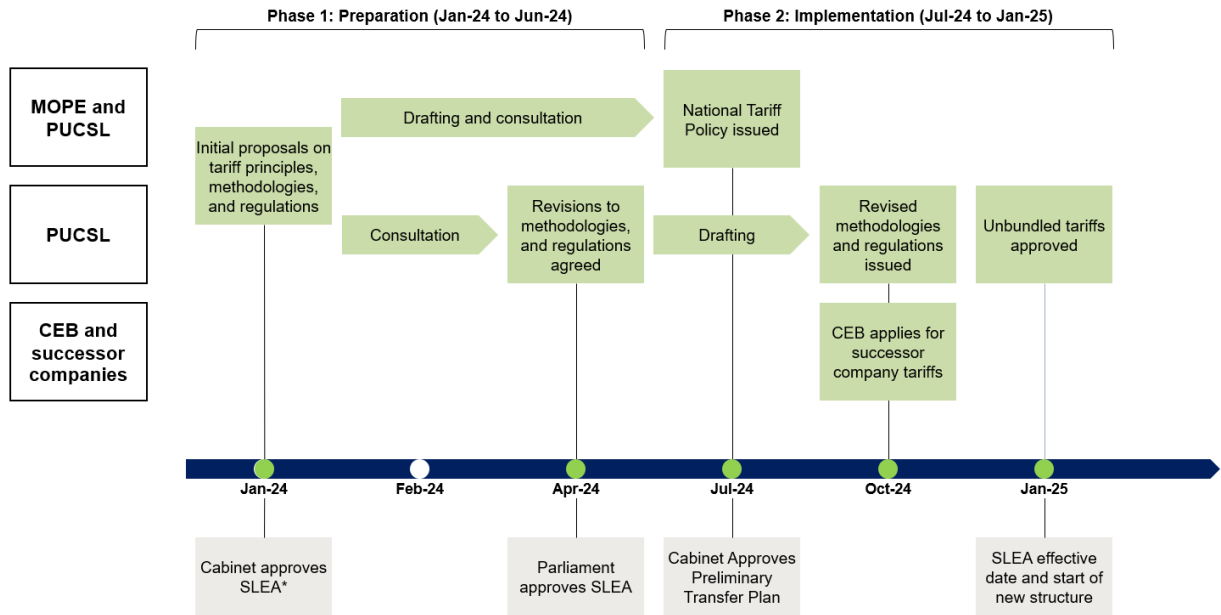 Phase 1: Preparation (Jan-24 to Jun-24)
Phase 2: Implementation (Jul-24 to Jan-25)
MOPE and
PUCSL
Drafting and consultation
National Tariff
Policy issued
Initial proposals on
tariff principles,
methodologies,
and regulations
PUCSL
Consultation
Revisions to
methodologies,
and regulations
agreed
Drafting
Revised
methodologies
and regulations
issued
Unbundled tariffs
approved
CEB and
successor
companies
CEB applies for
successor
company tariffs
Jan-24
Feb-24
Apr-24
Jul-24
Oct-24
Jan-25
Cabinet approves
SLEA*
Parliament
approves SLEA
Cabinet Approves
Preliminary
Transfer Plan
SLEA effective
date and start of
new structure